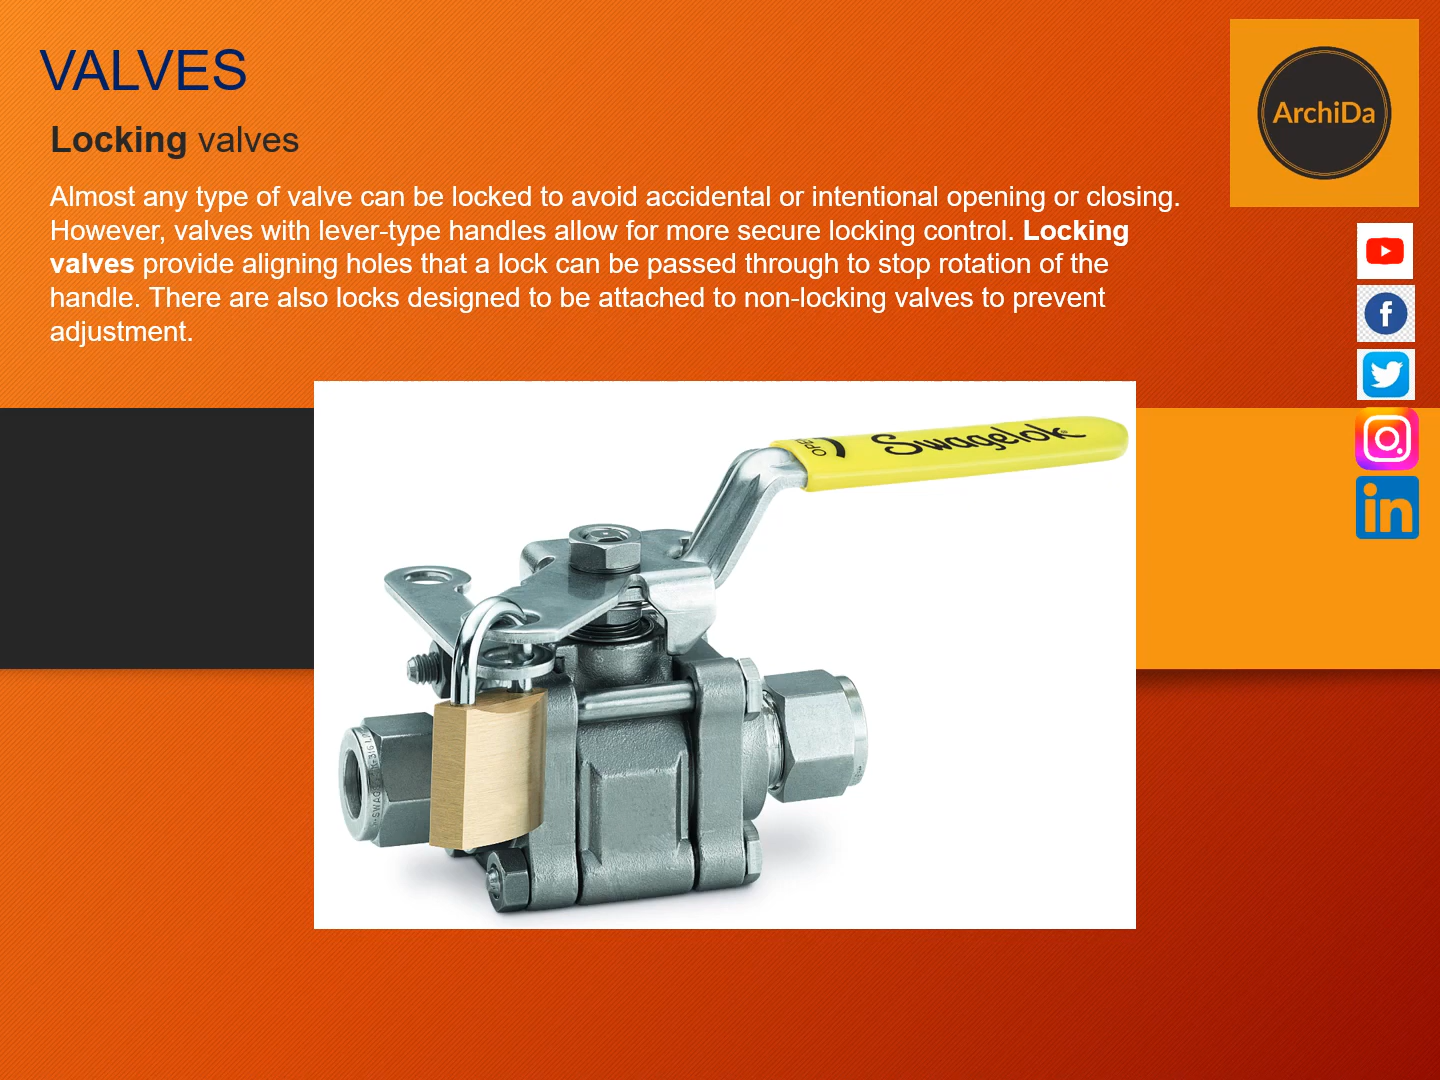 VALVES
ArchiDa
Locking valves
Almost any type of valve can be locked to avoid accidental or intentional opening or closing.
However, valves with lever-type handles allow for more secure locking control. Locking
valves provide aligning holes that a lock can be passed through to stop rotation of the
handle. There are also locks designed to be attached to non-locking valves to prevent
adjustment.
Swagelok
in